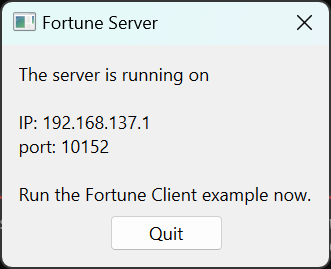 Fortune Server
The server is running on
IP: 192.168.137.1
port: 10152
Run the Fortune Client example now.
Quit